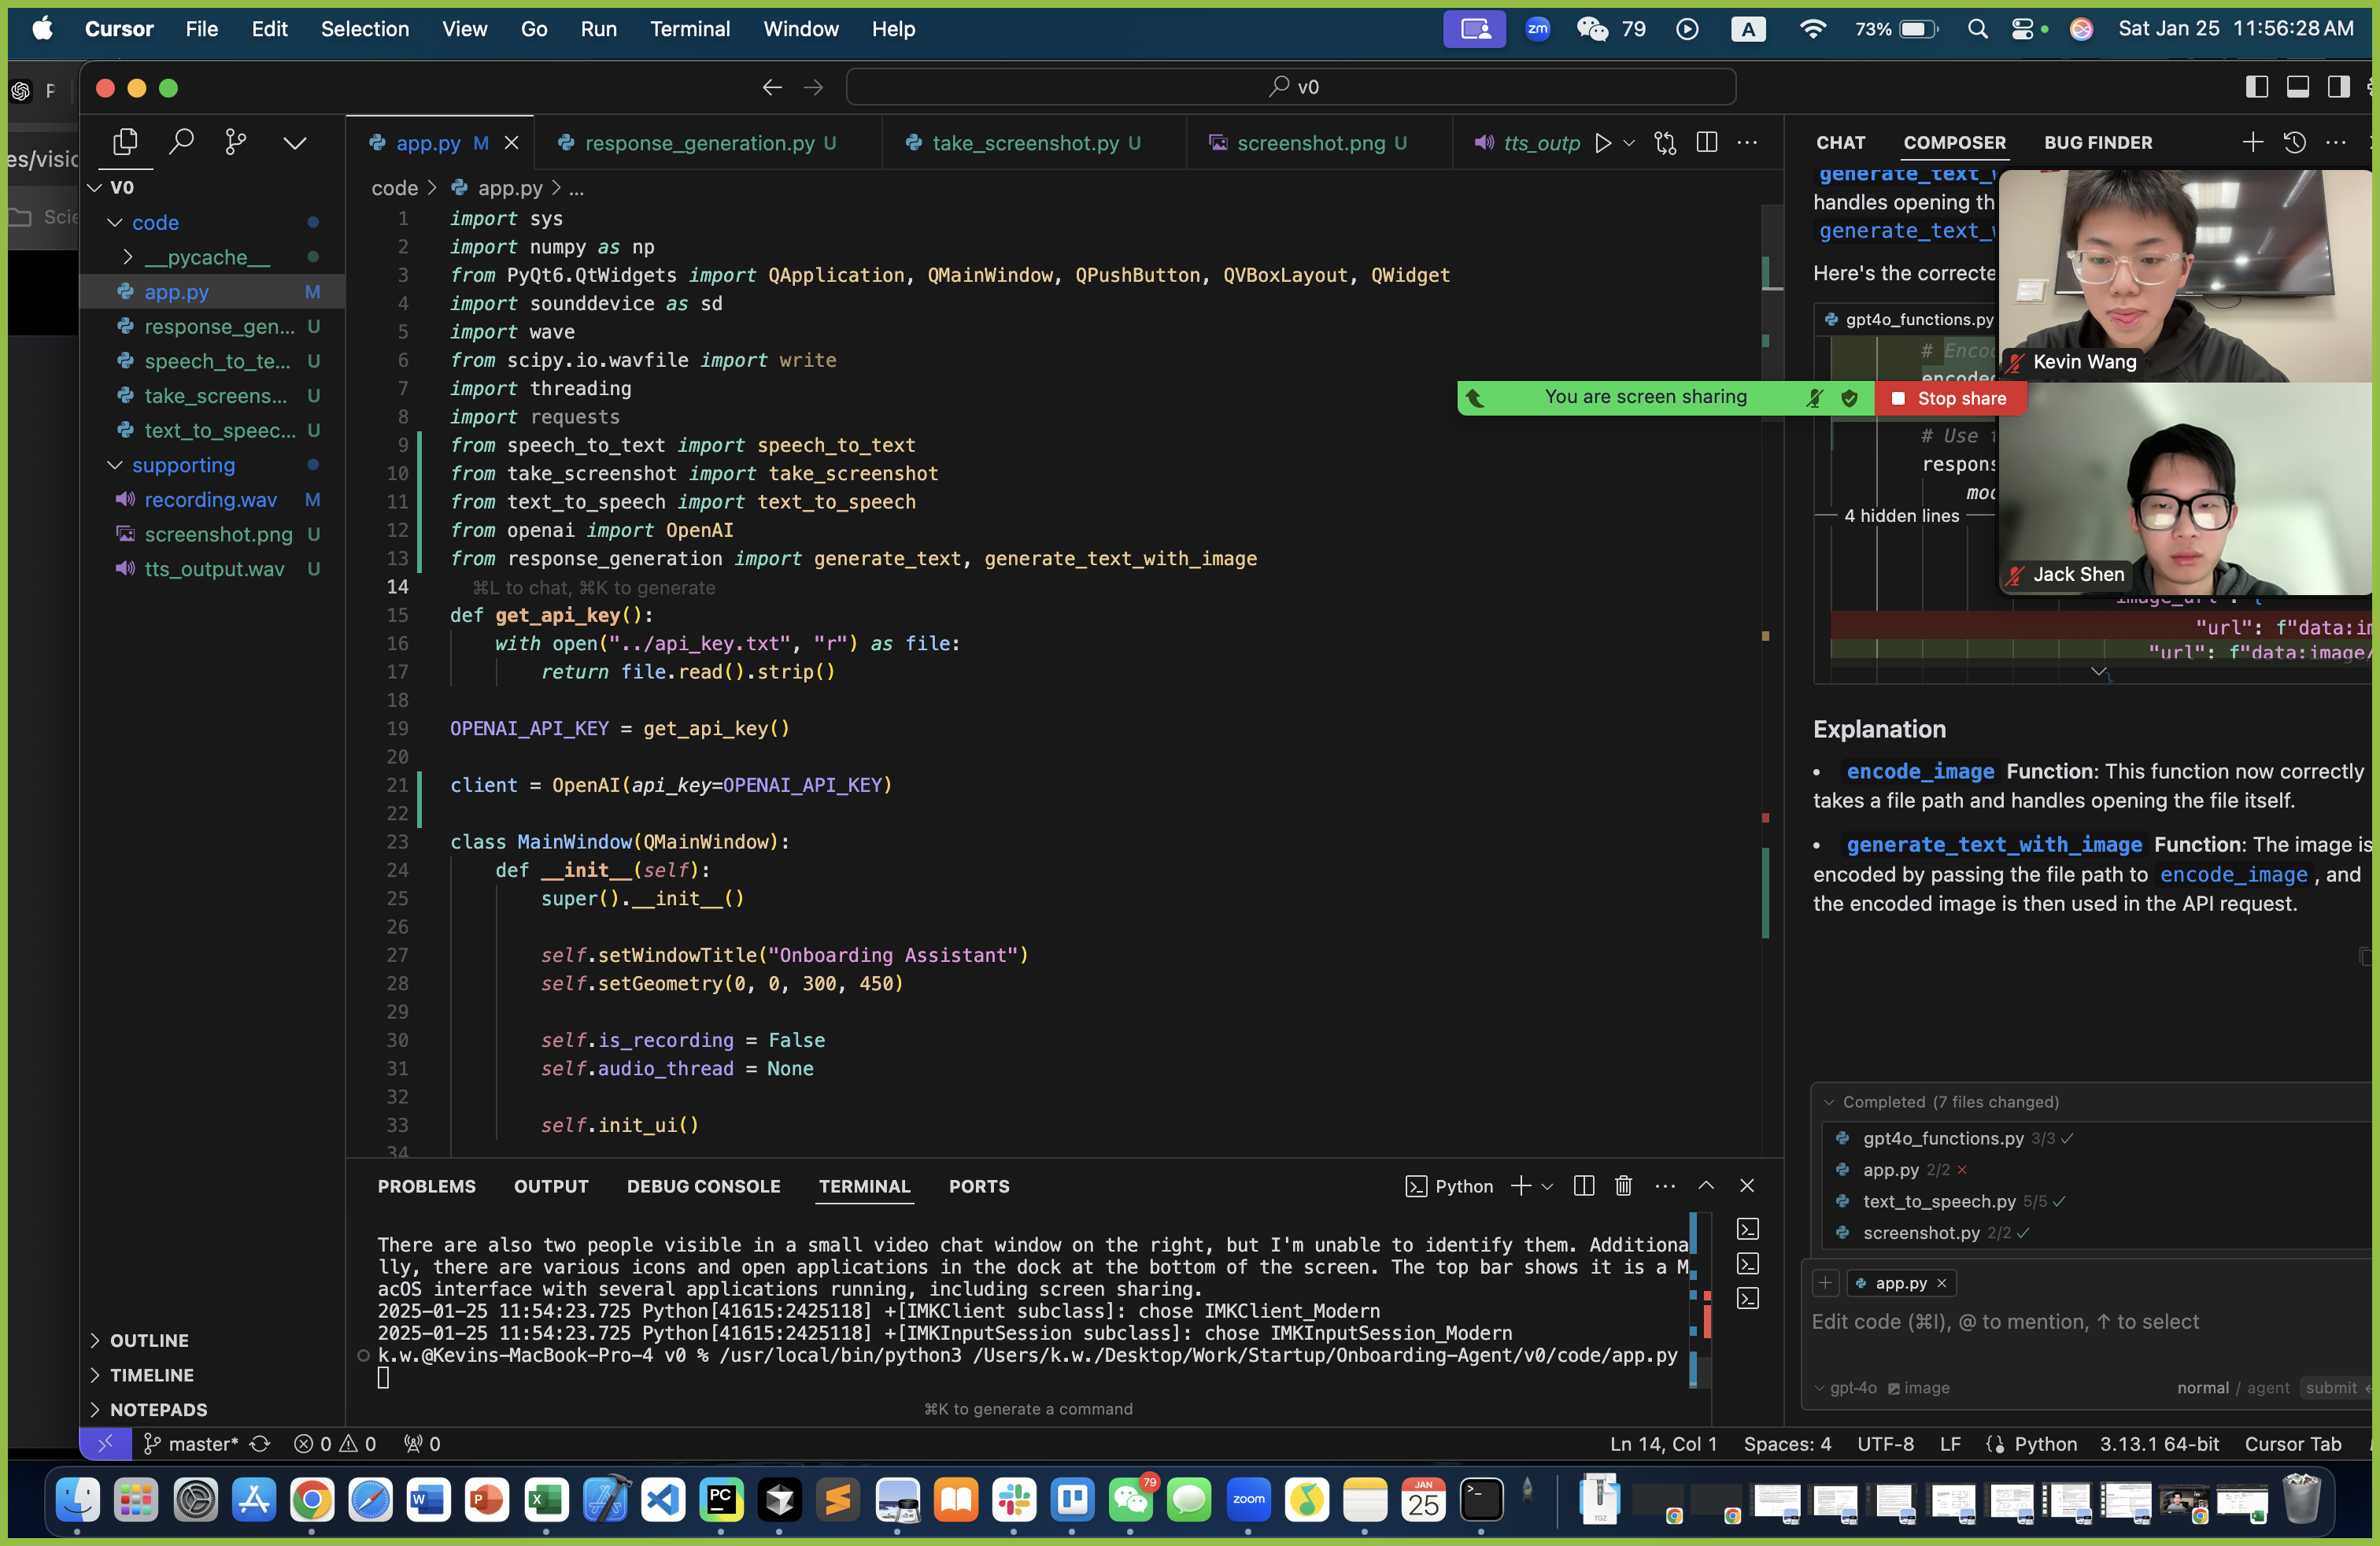 Cursor File Edit Selection View Go Run Terminal Window Help
zm 79 A 73% Sat Jan 25 11:56:28 AM
P
v0
es/visio
Scie
V0
code
__pycache__
app.py M
response_gen... U
speech_to_te... U
take_screens... U
text_to_speec... U
supporting
recording.wav M
screenshot.png U
tts_output.wav U
OUTLINE
TIMELINE
NOTEPADS
app.py M response_generation.py U take_screenshot.py U screenshot.png U tts_outp
code > app.py > ...
1 import sys
2 import numpy as np
3 from PyQt6.QtWidgets import QApplication, QMainWindow, QPushButton, QVBoxLayout, QWidget
4 import sounddevice as sd
5 import wave
6 from scipy.io.wavfile import write
7 import threading
8 import requests
9 from speech_to_text import speech_to_text
10 from take_screenshot import take_screenshot
11 from text_to_speech import text_to_speech
12 from openai import OpenAI
13 from response_generation import generate_text, generate_text_with_image
14 ⌘L to chat, ⌘K to generate
15 def get_api_key():
16 with open("../api_key.txt", "r") as file:
17 return file.read().strip()
18
19 OPENAI_API_KEY = get_api_key()
20
21 client = OpenAI(api_key=OPENAI_API_KEY)
22
23 class MainWindow(QMainWindow):
24 def __init__(self):
25 super().__init__()
26
27 self.setWindowTitle("Onboarding Assistant")
28 self.setGeometry(0, 0, 300, 450)
29
30 self.is_recording = False
31 self.audio_thread = None
32
33 self.init_ui()
34
PROBLEMS OUTPUT DEBUG CONSOLE TERMINAL PORTS
Python
There are also two people visible in a small video chat window on the right, but I'm unable to identify them. Additiona
lly, there are various icons and open applications in the dock at the bottom of the screen. The top bar shows it is a M
acOS interface with several applications running, including screen sharing.
2025-01-25 11:54:23.725 Python[41615:2425118] +[IMKClient subclass]: chose IMKClient_Modern
2025-01-25 11:54:23.725 Python[41615:2425118] +[IMKInputSession subclass]: chose IMKInputSession_Modern
k.w.@Kevins-MacBook-Pro-4 v0 % /usr/local/bin/python3 /Users/k.w./Desktop/Work/Startup/Onboarding-Agent/v0/code/app.py
⌘K to generate a command
You are screen sharing Stop share
Kevin Wang
Jack Shen
CHAT COMPOSER BUG FINDER
generate_text_w
handles opening th
generate_text_w
Here's the correcte
gpt4o_functions.py
# Enco
encoded
# Use t
respons
mod
4 hidden lines
image_url : {
"url": f"data:im
"url": f"data:image/
Explanation
• encode_image Function: This function now correctly
takes a file path and handles opening the file itself.
• generate_text_with_image Function: The image is
encoded by passing the file path to encode_image , and
the encoded image is then used in the API request.
Completed (7 files changed)
gpt4o_functions.py 3/3 ✓
app.py 2/2 ×
text_to_speech.py 5/5 ✓
screenshot.py 2/2 ✓
+ app.py ×
Edit code (⌘I), @ to mention, ↑ to select
gpt-4o image normal / agent submit
master* 0 0 0 Ln 14, Col 1 Spaces: 4 UTF-8 LF Python 3.13.1 64-bit Cursor Tab
W P X PC 79 zoom JAN 25 >_ TGZ